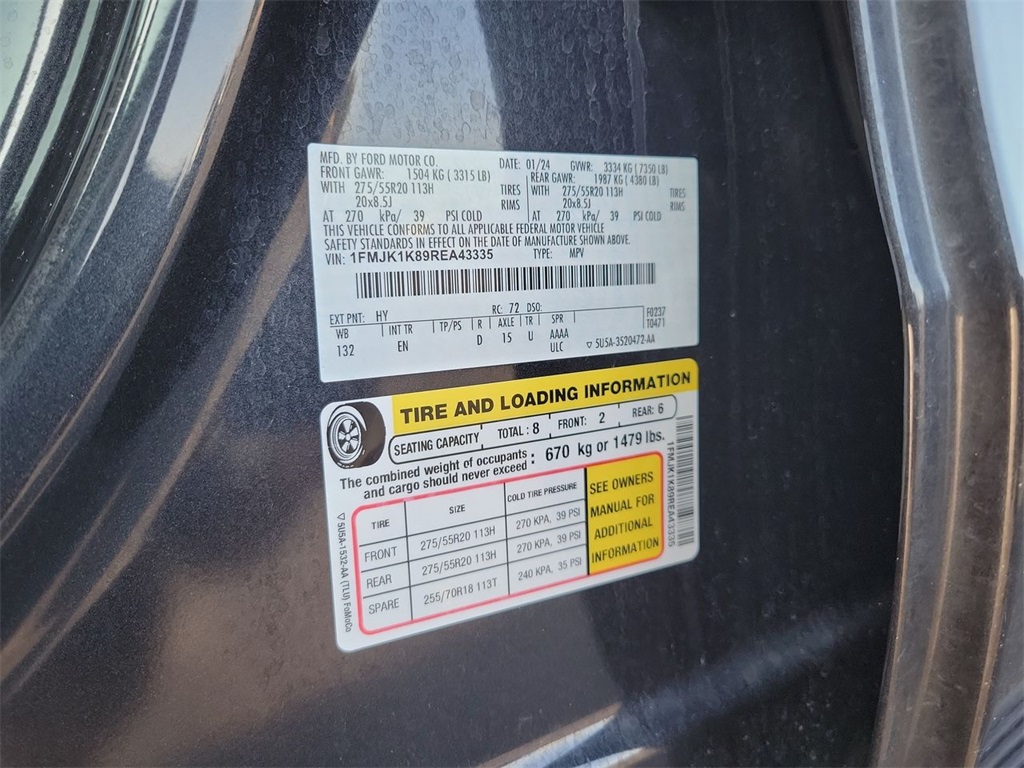 MFD. BY FORD MOTOR CO. DATE: 01/24 GVWR: 3334 KG ( 7350 LB)
FRONT GAWR: 1504 KG ( 3315 LB) REAR GAWR: 1987 KG ( 4380 LB)
WITH 275/55R20 113H TIRES WITH 275/55R20 113H TIRES
20x8.5J RIMS 20x8.5J RIMS
AT 270 kPa/ 39 PSI COLD AT 270 kPa/ 39 PSI COLD
THIS VEHICLE CONFORMS TO ALL APPLICABLE FEDERAL MOTOR VEHICLE
SAFETY STANDARDS IN EFFECT ON THE DATE OF MANUFACTURE SHOWN ABOVE.
VIN: 1FMJK1K89REA43335 TYPE: MPV
EXT PNT: HY RC: 72 DSO: F0237
WB INT TR TP/PS R AXLE TR SPR T0471
132 EN D 15 U AAAA
ULC ▽ 5U5A-3520472-AA
TIRE AND LOADING INFORMATION
SEATING CAPACITY TOTAL: 8 FRONT: 2 REAR: 6
The combined weight of occupants and cargo should never exceed : 670 kg or 1479 lbs.
TIRE SIZE COLD TIRE PRESSURE
FRONT 275/55R20 113H 270 KPA, 39 PSI
REAR 275/55R20 113H 270 KPA, 39 PSI
SPARE 255/70R18 113T 240 KPA, 35 PSI
SEE OWNERS
MANUAL FOR
ADDITIONAL
INFORMATION
1FMJK1K89REA43335
▽ 5U5A-1532-AA (TLU) FoMoCo